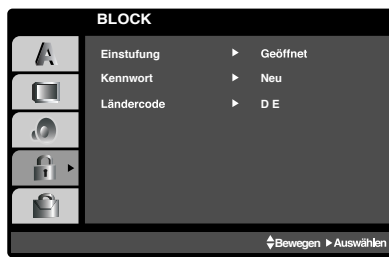 BLOCK
Einstufung ▶ Geöffnet
Kennwort ▶ Neu
Ländercode ▶ D E
Bewegen ▶ Auswählen